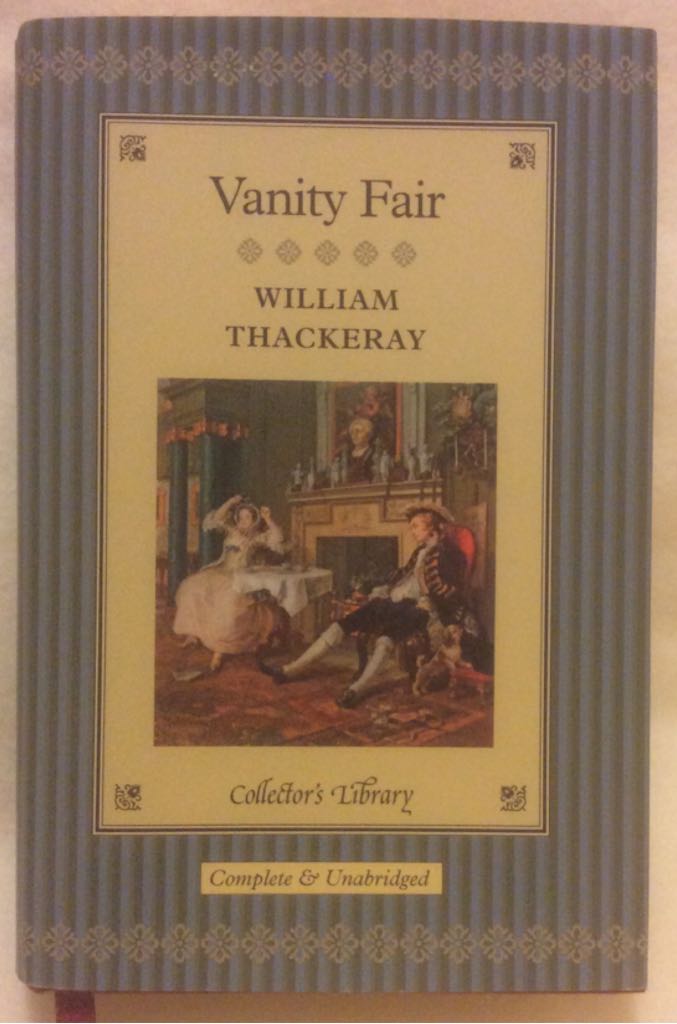 Vanity Fair
WILLIAM
THACKERAY
Collector's Library
Complete & Unabridged